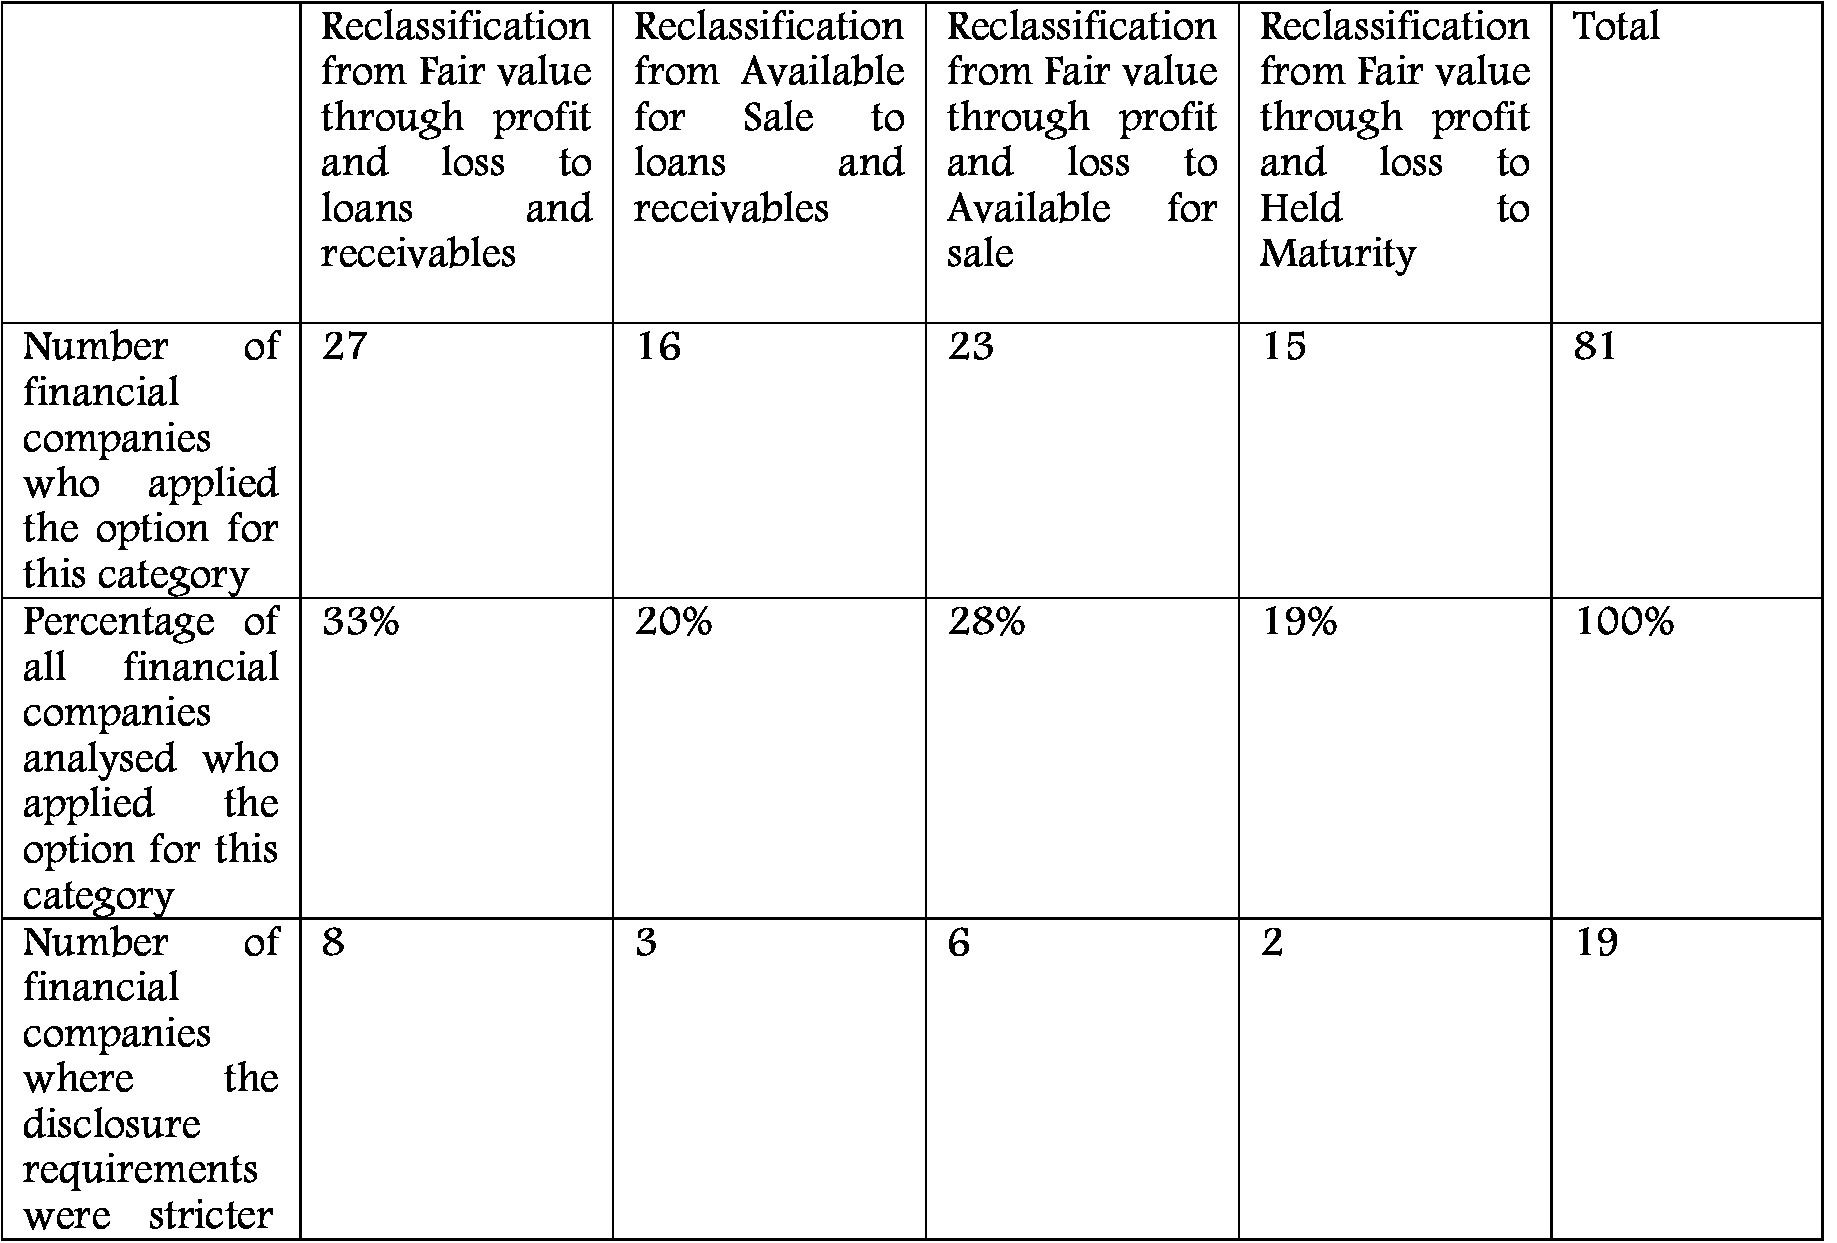 Reclassification
from Fair value
through profit
and loss to
loans and
receivables
Reclassification
from Available
for Sale to
loans and
receivables
Reclassification
from Fair value
through profit
and loss to
Available for
sale
Reclassification
from Fair value
through profit
and loss to
Held to
Maturity
Total
Number of
financial
companies
who applied
the option for
this category
27
16
23
15
81
Percentage of
all financial
companies
analysed who
applied the
option for this
category
33%
20%
28%
19%
100%
Number of
financial
companies
where the
disclosure
requirements
were stricter
8
3
6
2
19